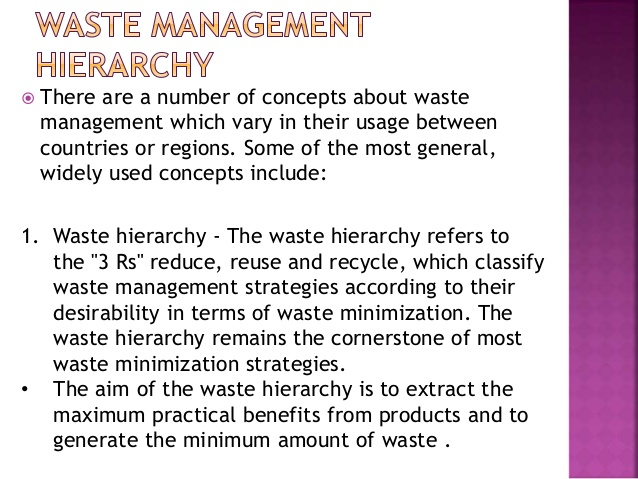 WASTE MANAGEMENT
HIERARCHY
There are a number of concepts about waste
management which vary in their usage between
countries or regions. Some of the most general,
widely used concepts include:
1. Waste hierarchy - The waste hierarchy refers to
the "3 Rs" reduce, reuse and recycle, which classify
waste management strategies according to their
desirability in terms of waste minimization. The
waste hierarchy remains the cornerstone of most
waste minimization strategies.
• The aim of the waste hierarchy is to extract the
maximum practical benefits from products and to
generate the minimum amount of waste .